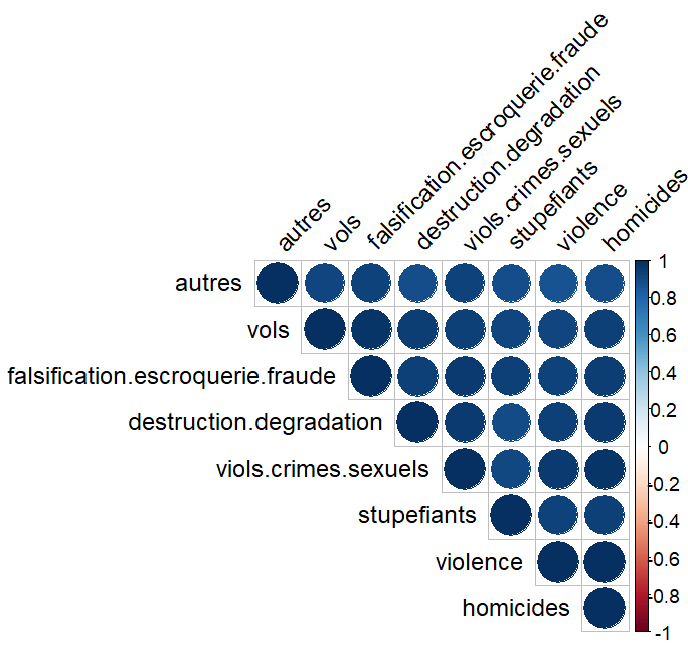 autres
vols
falsification.escroquerie.fraude
destruction.degradation
viols.crimes.sexuels
stupefiants
violence
homicides
autres
vols
falsification.escroquerie.fraude
destruction.degradation
viols.crimes.sexuels
stupefiants
violence
homicides
1
0.8
0.6
0.4
0.2
0
-0.2
-0.4
-0.6
-0.8
-1